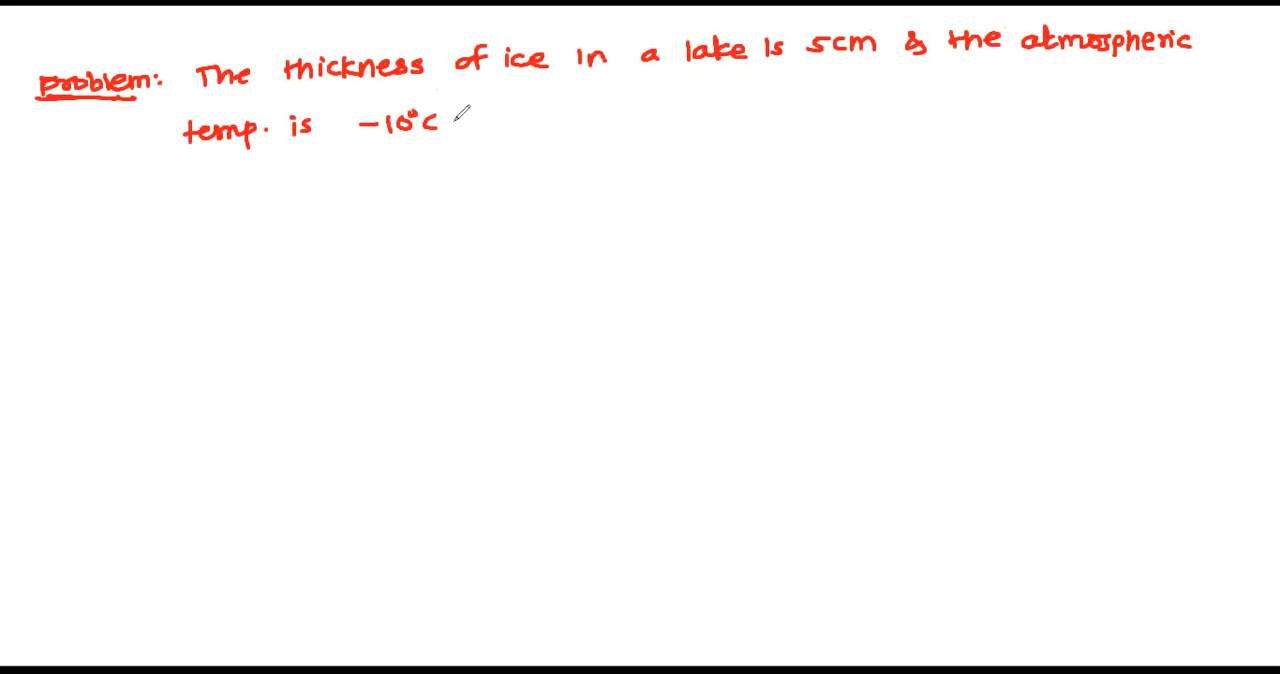 Problem: The thickness of ice in a lake is 5cm & the atmospheric
temp. is -10°C